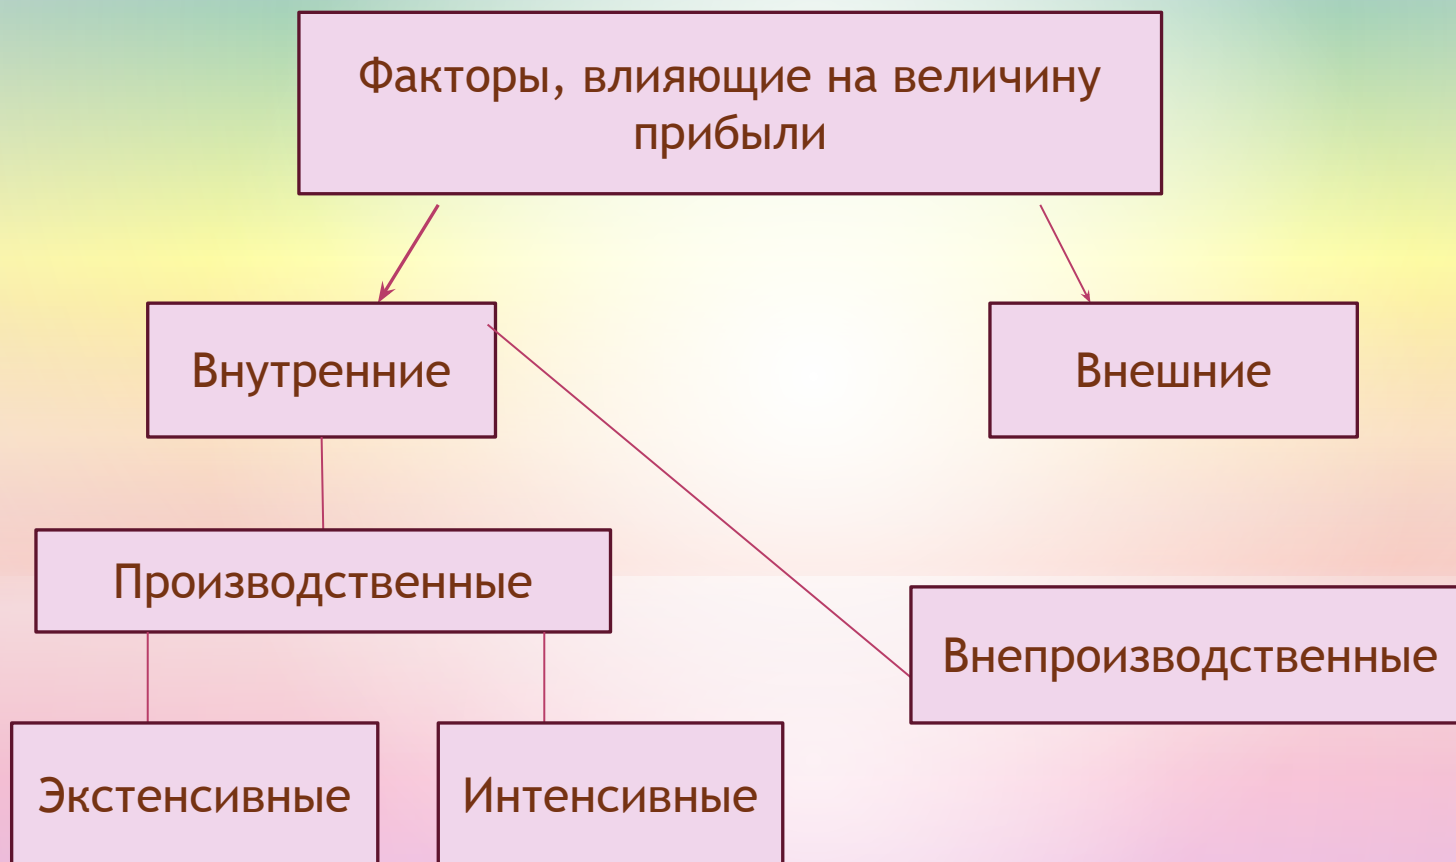 Факторы, влияющие на величину
прибыли
Внутренние
Внешние
Производственные
Внепроизводственные
Экстенсивные
Интенсивные